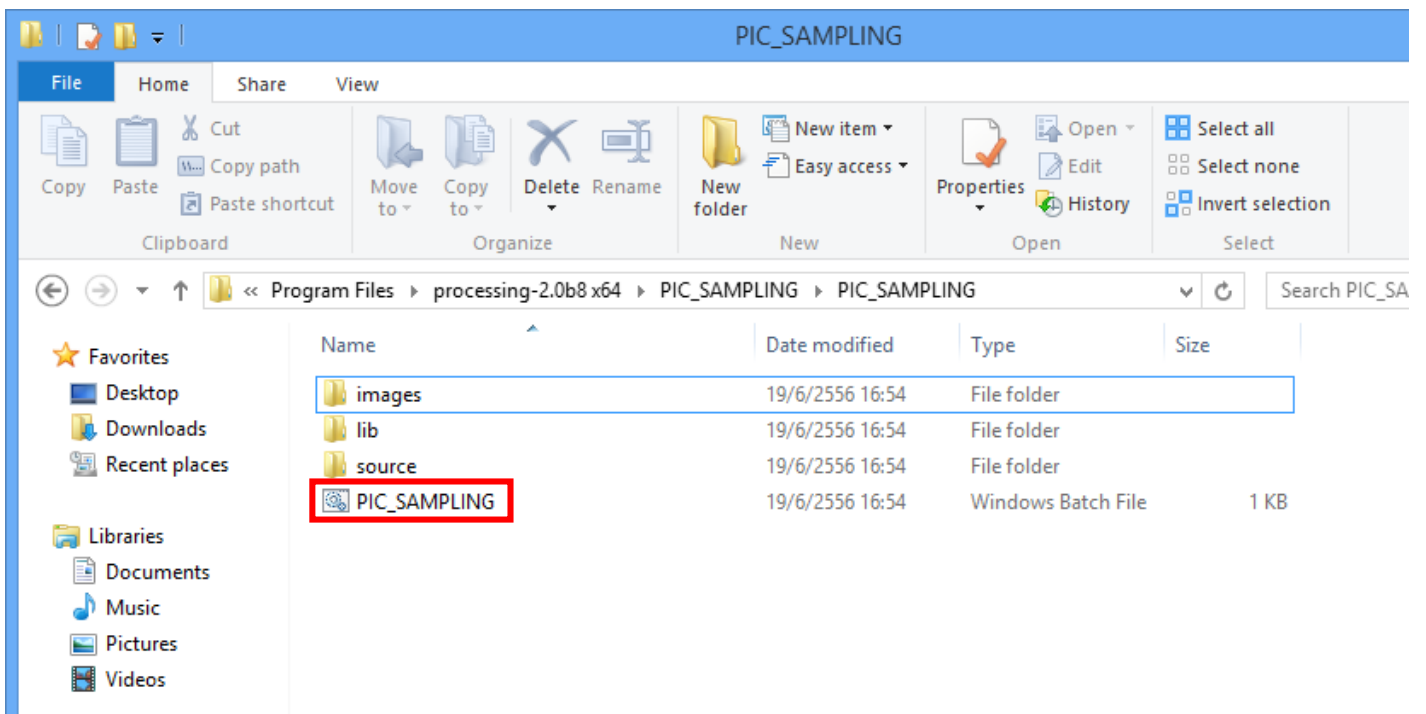 PIC_SAMPLING
File Home Share View
Copy
Paste
Cut
Copy path
Paste shortcut
Clipboard
Move to
Copy to
Delete
Rename
Organize
New folder
New item
Easy access
New
Properties
Open
Edit
History
Open
Select all
Select none
Invert selection
Select
« Program Files processing-2.0b8 x64 PIC_SAMPLING PIC_SAMPLING
Search PIC_SA
Favorites
Desktop
Downloads
Recent places
Libraries
Documents
Music
Pictures
Videos
Name Date modified Type Size
images 19/6/2556 16:54 File folder
lib 19/6/2556 16:54 File folder
source 19/6/2556 16:54 File folder
PIC_SAMPLING 19/6/2556 16:54 Windows Batch File 1 KB